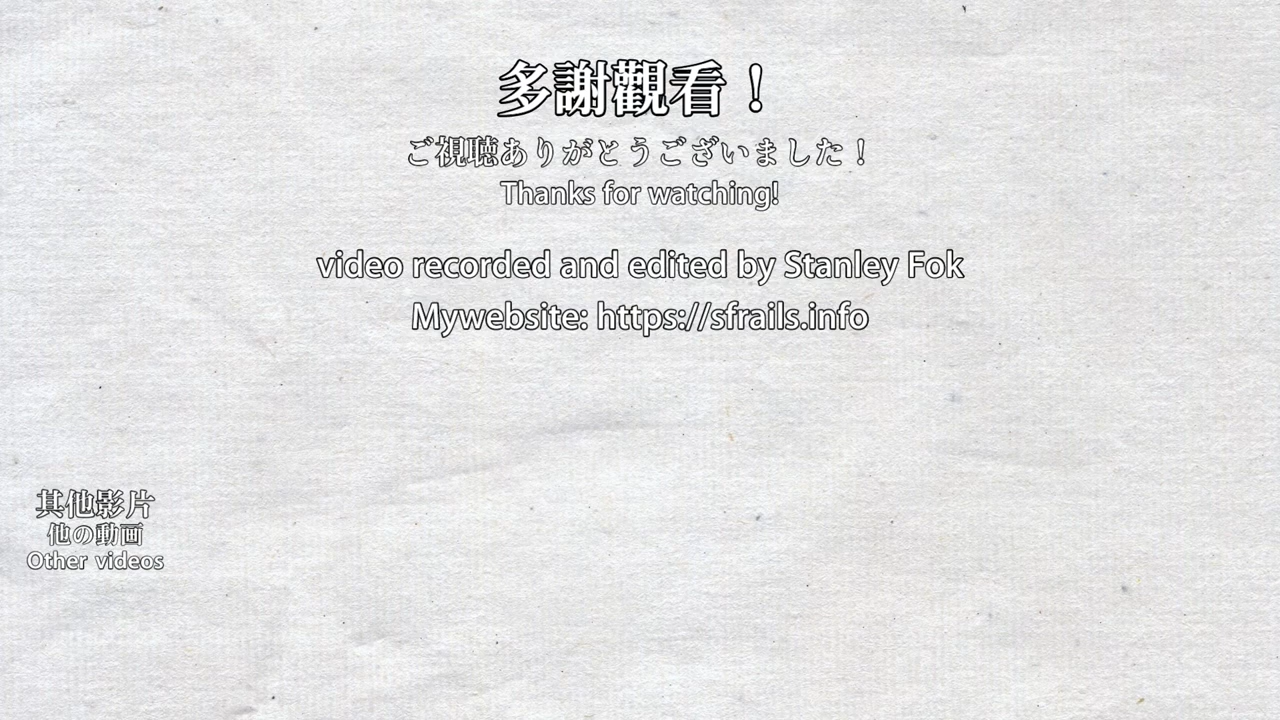 多謝觀看！
ご視聴ありがとうございました！
Thanks for watching!
video recorded and edited by Stanley Fok
Mywebsite: https://sfrails.info
其他影片
他の動画
Other videos